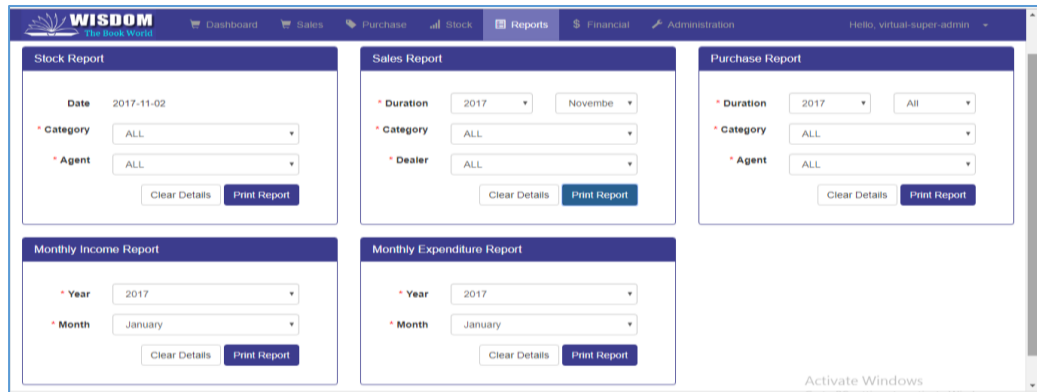 WISDOM
The Book World
Dashboard Sales Purchase Stock Reports $ Financial Administration Hello, virtual-super-admin
Stock Report
Date 2017-11-02
* Category ALL
* Agent ALL
Clear Details Print Report
Sales Report
* Duration 2017 Novembe
* Category ALL
* Dealer ALL
Clear Details Print Report
Purchase Report
* Duration 2017 All
* Category ALL
* Agent ALL
Clear Details Print Report
Monthly Income Report
* Year 2017
* Month January
Clear Details Print Report
Monthly Expenditure Report
* Year 2017
* Month January
Clear Details Print Report
Activate Windows